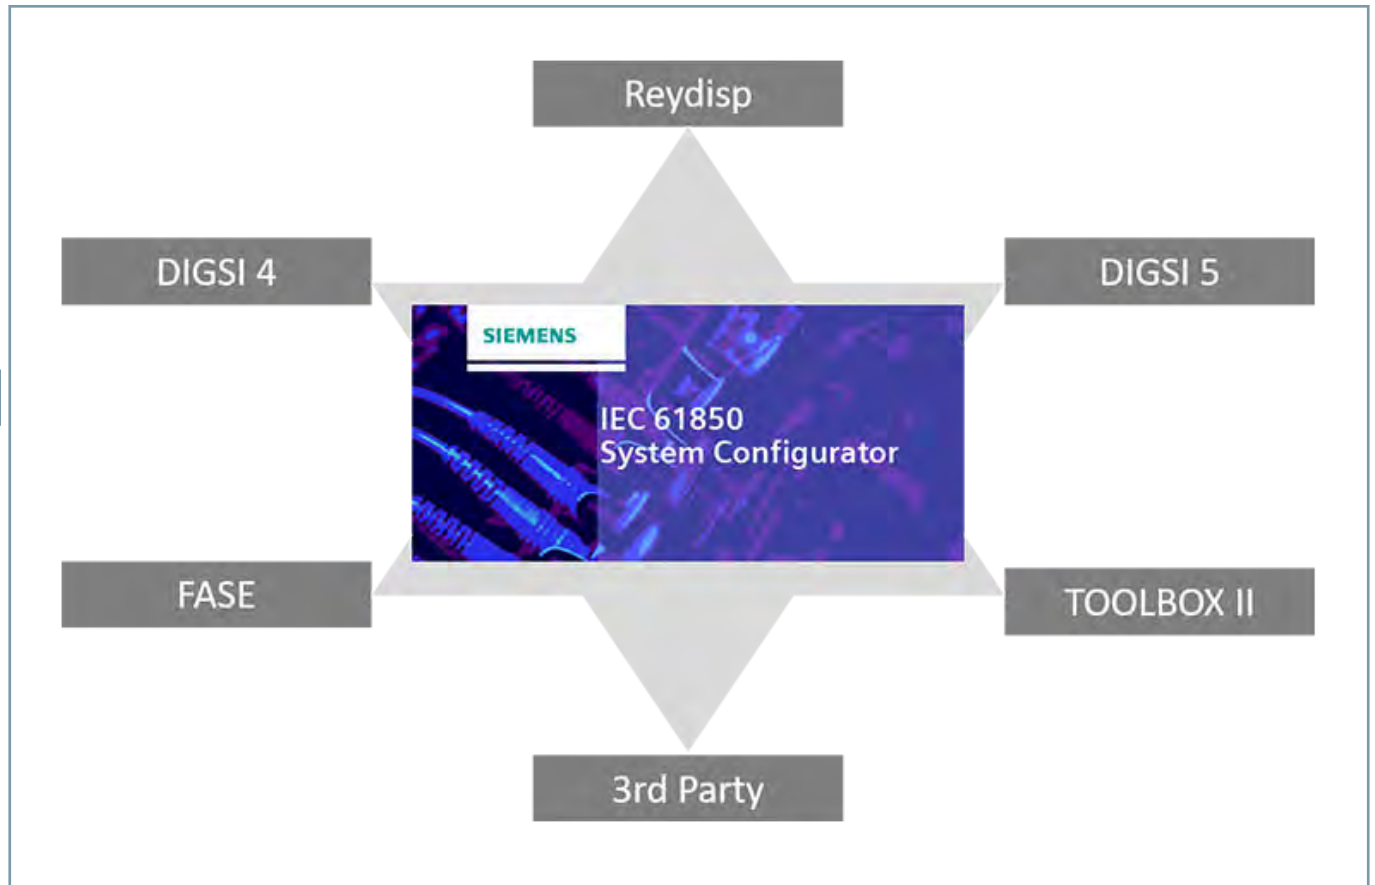 Reydisp
DIGSI 4
DIGSI 5
SIEMENS
IEC 61850
System Configurator
FASE
TOOLBOX II
3rd Party